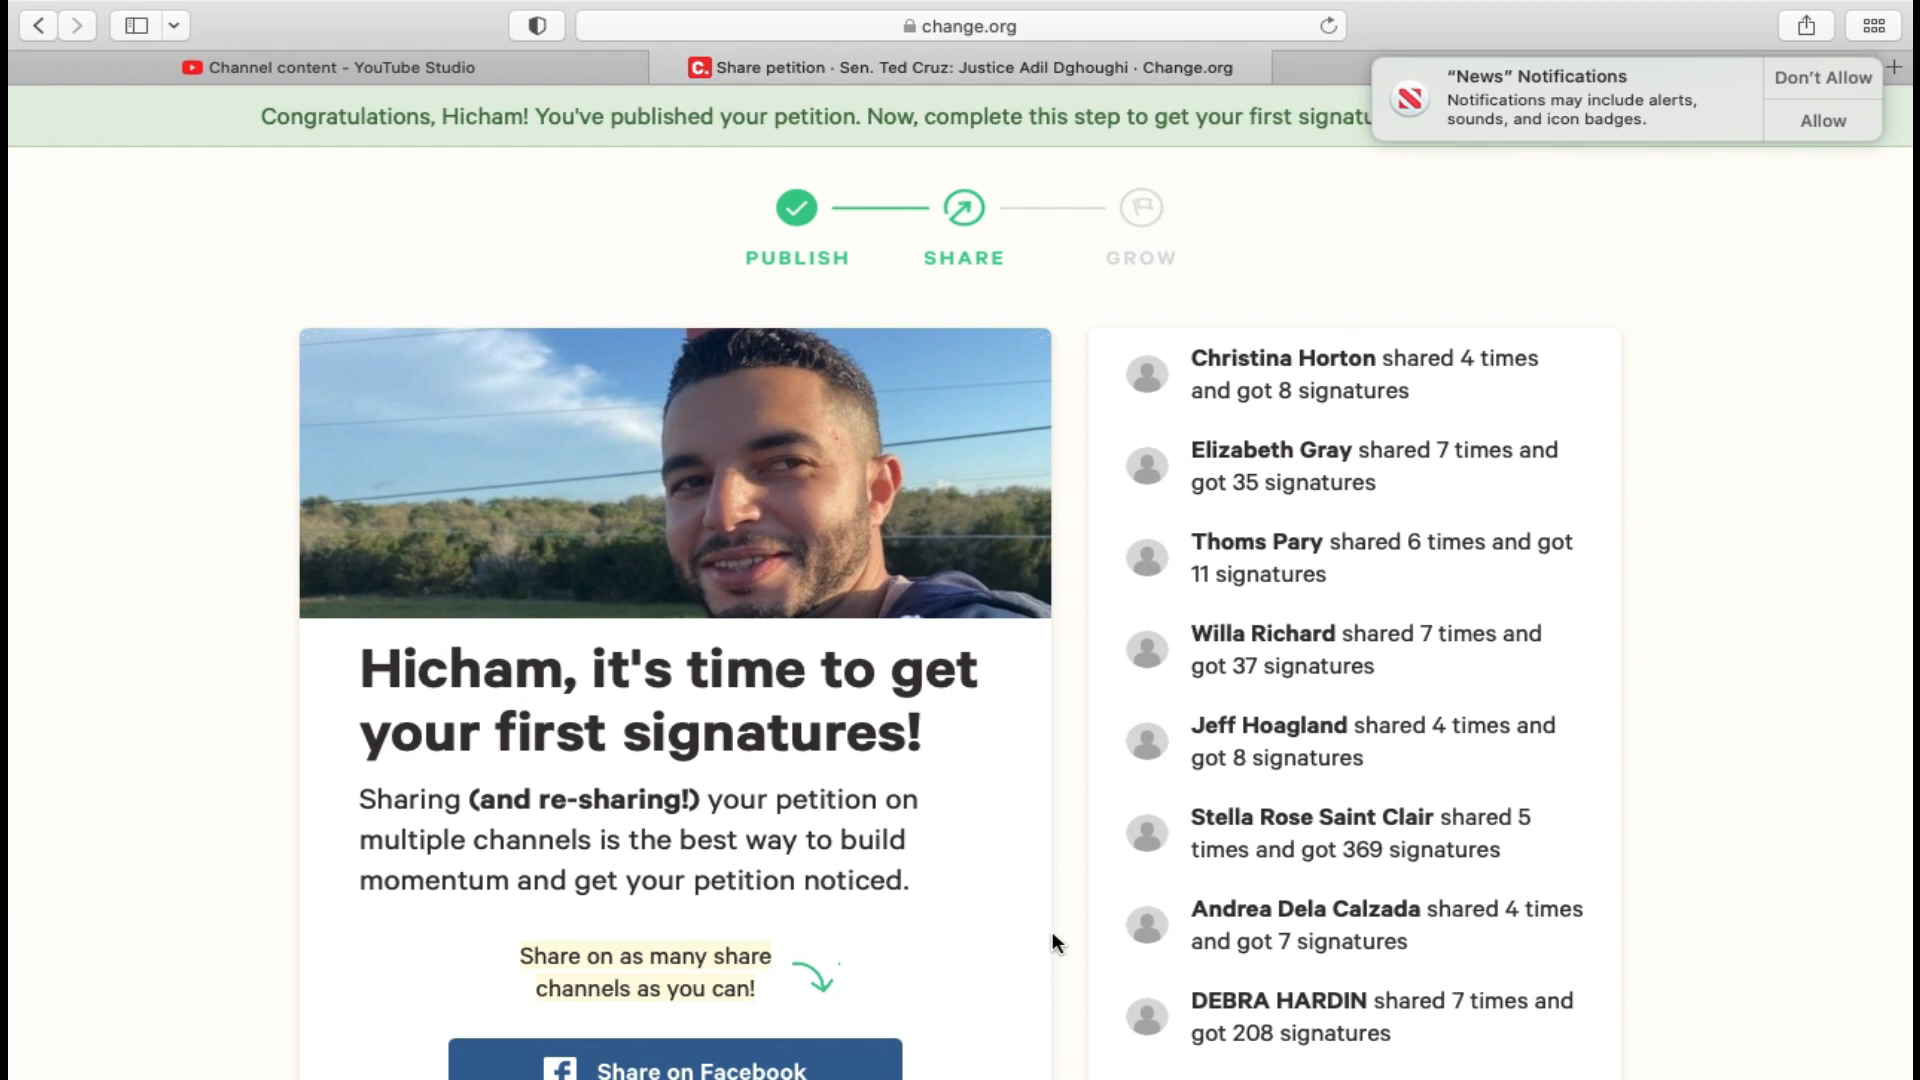 change.org
Channel content - YouTube Studio
C. Share petition · Sen. Ted Cruz: Justice Adil Dghoughi · Change.org
"News" Notifications
Notifications may include alerts,
sounds, and icon badges.
Don't Allow
Allow
Congratulations, Hicham! You've published your petition. Now, complete this step to get your first
PUBLISH
SHARE
GROW
Hicham, it's time to get
your first signatures!
Sharing (and re-sharing!) your petition on
multiple channels is the best way to build
momentum and get your petition noticed.
Share on as many share
channels as you can!
Share on Facebook
Christina Horton shared 4 times
and got 8 signatures
Elizabeth Gray shared 7 times and
got 35 signatures
Thoms Pary shared 6 times and got
11 signatures
Willa Richard shared 7 times and
got 37 signatures
Jeff Hoagland shared 4 times and
got 8 signatures
Stella Rose Saint Clair shared 5
times and got 369 signatures
Andrea Dela Calzada shared 4 times
and got 7 signatures
DEBRA HARDIN shared 7 times and
got 208 signatures